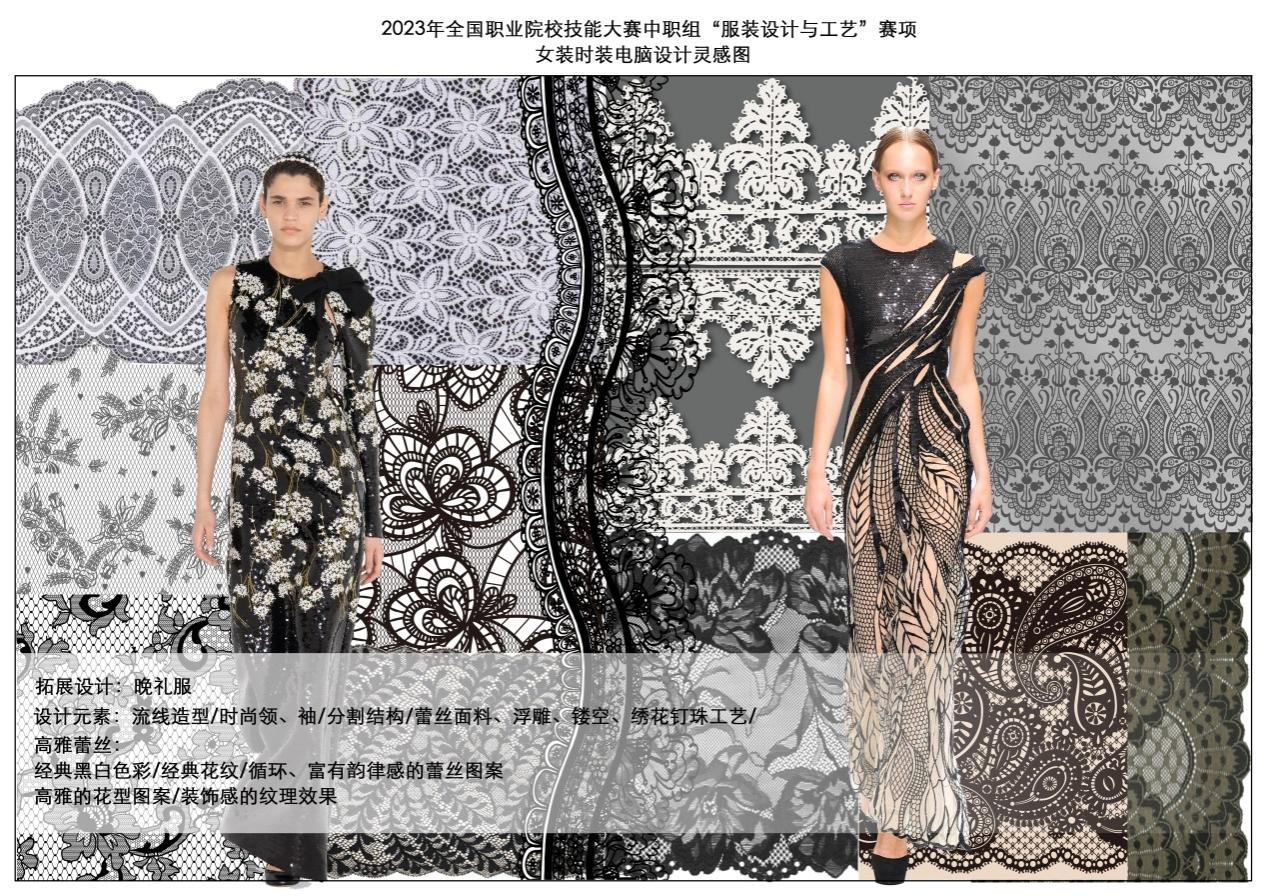 2023年全国职业院校技能大赛中职组“服装设计与工艺”赛项
女装时装电脑设计灵感图
拓展设计：晚礼服
设计元素：流线造型/时尚领、袖/分割结构/蕾丝面料、浮雕、镂空、绣花钉珠工艺/
高雅蕾丝：
经典黑白色彩/经典花纹/循环、富有韵律感的蕾丝图案
高雅的花型图案/装饰感的纹理效果